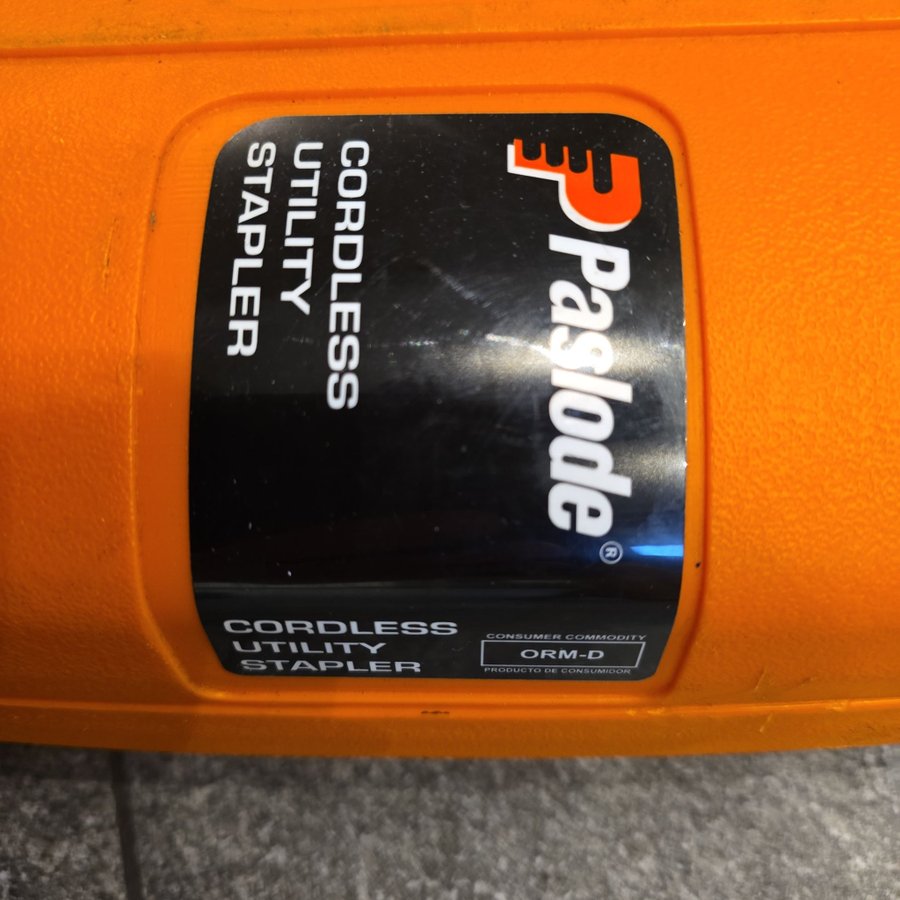 Paslode®
CORDLESS
UTILITY
STAPLER
CORDLESS
UTILITY
STAPLER
CONSUMER COMMODITY
ORM-D
PRODUCTO DE CONSUMIDOR